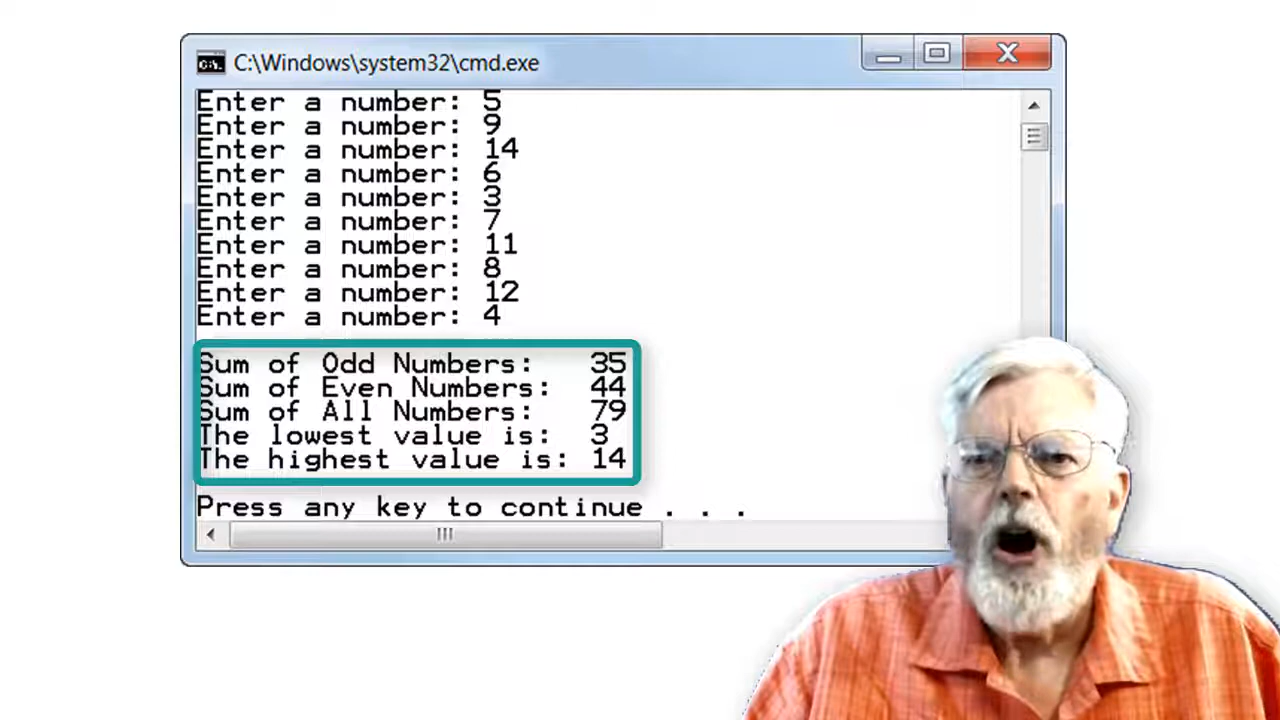 C:\Windows\system32\cmd.exe
Enter a number: 5
Enter a number: 9
Enter a number: 14
Enter a number: 6
Enter a number: 3
Enter a number: 7
Enter a number: 11
Enter a number: 8
Enter a number: 12
Enter a number: 4
Sum of Odd Numbers: 35
Sum of Even Numbers: 44
Sum of All Numbers: 79
The lowest value is: 3
The highest value is: 14
Press any key to continue . . .